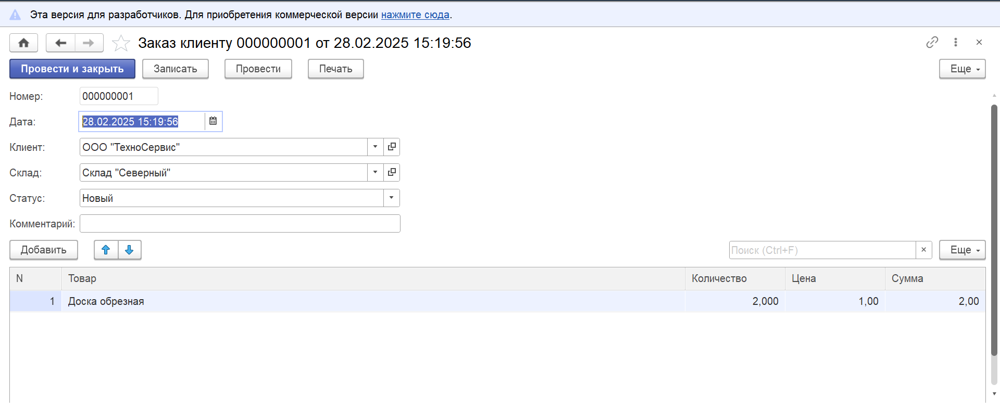 Эта версия для разработчиков. Для приобретения коммерческой версии нажмите сюда.
Заказ клиенту 000000001 от 28.02.2025 15:19:56
Провести и закрыть Записать Провести Печать Еще
Номер: 000000001
Дата: 28.02.2025 15:19:56
Клиент: ООО "ТехноСервис"
Склад: Склад "Северный"
Статус: Новый
Комментарий:
Добавить Поиск (Ctrl+F) × Еще
N Товар Количество Цена Сумма
1 Доска обрезная 2,000 1,00 2,00